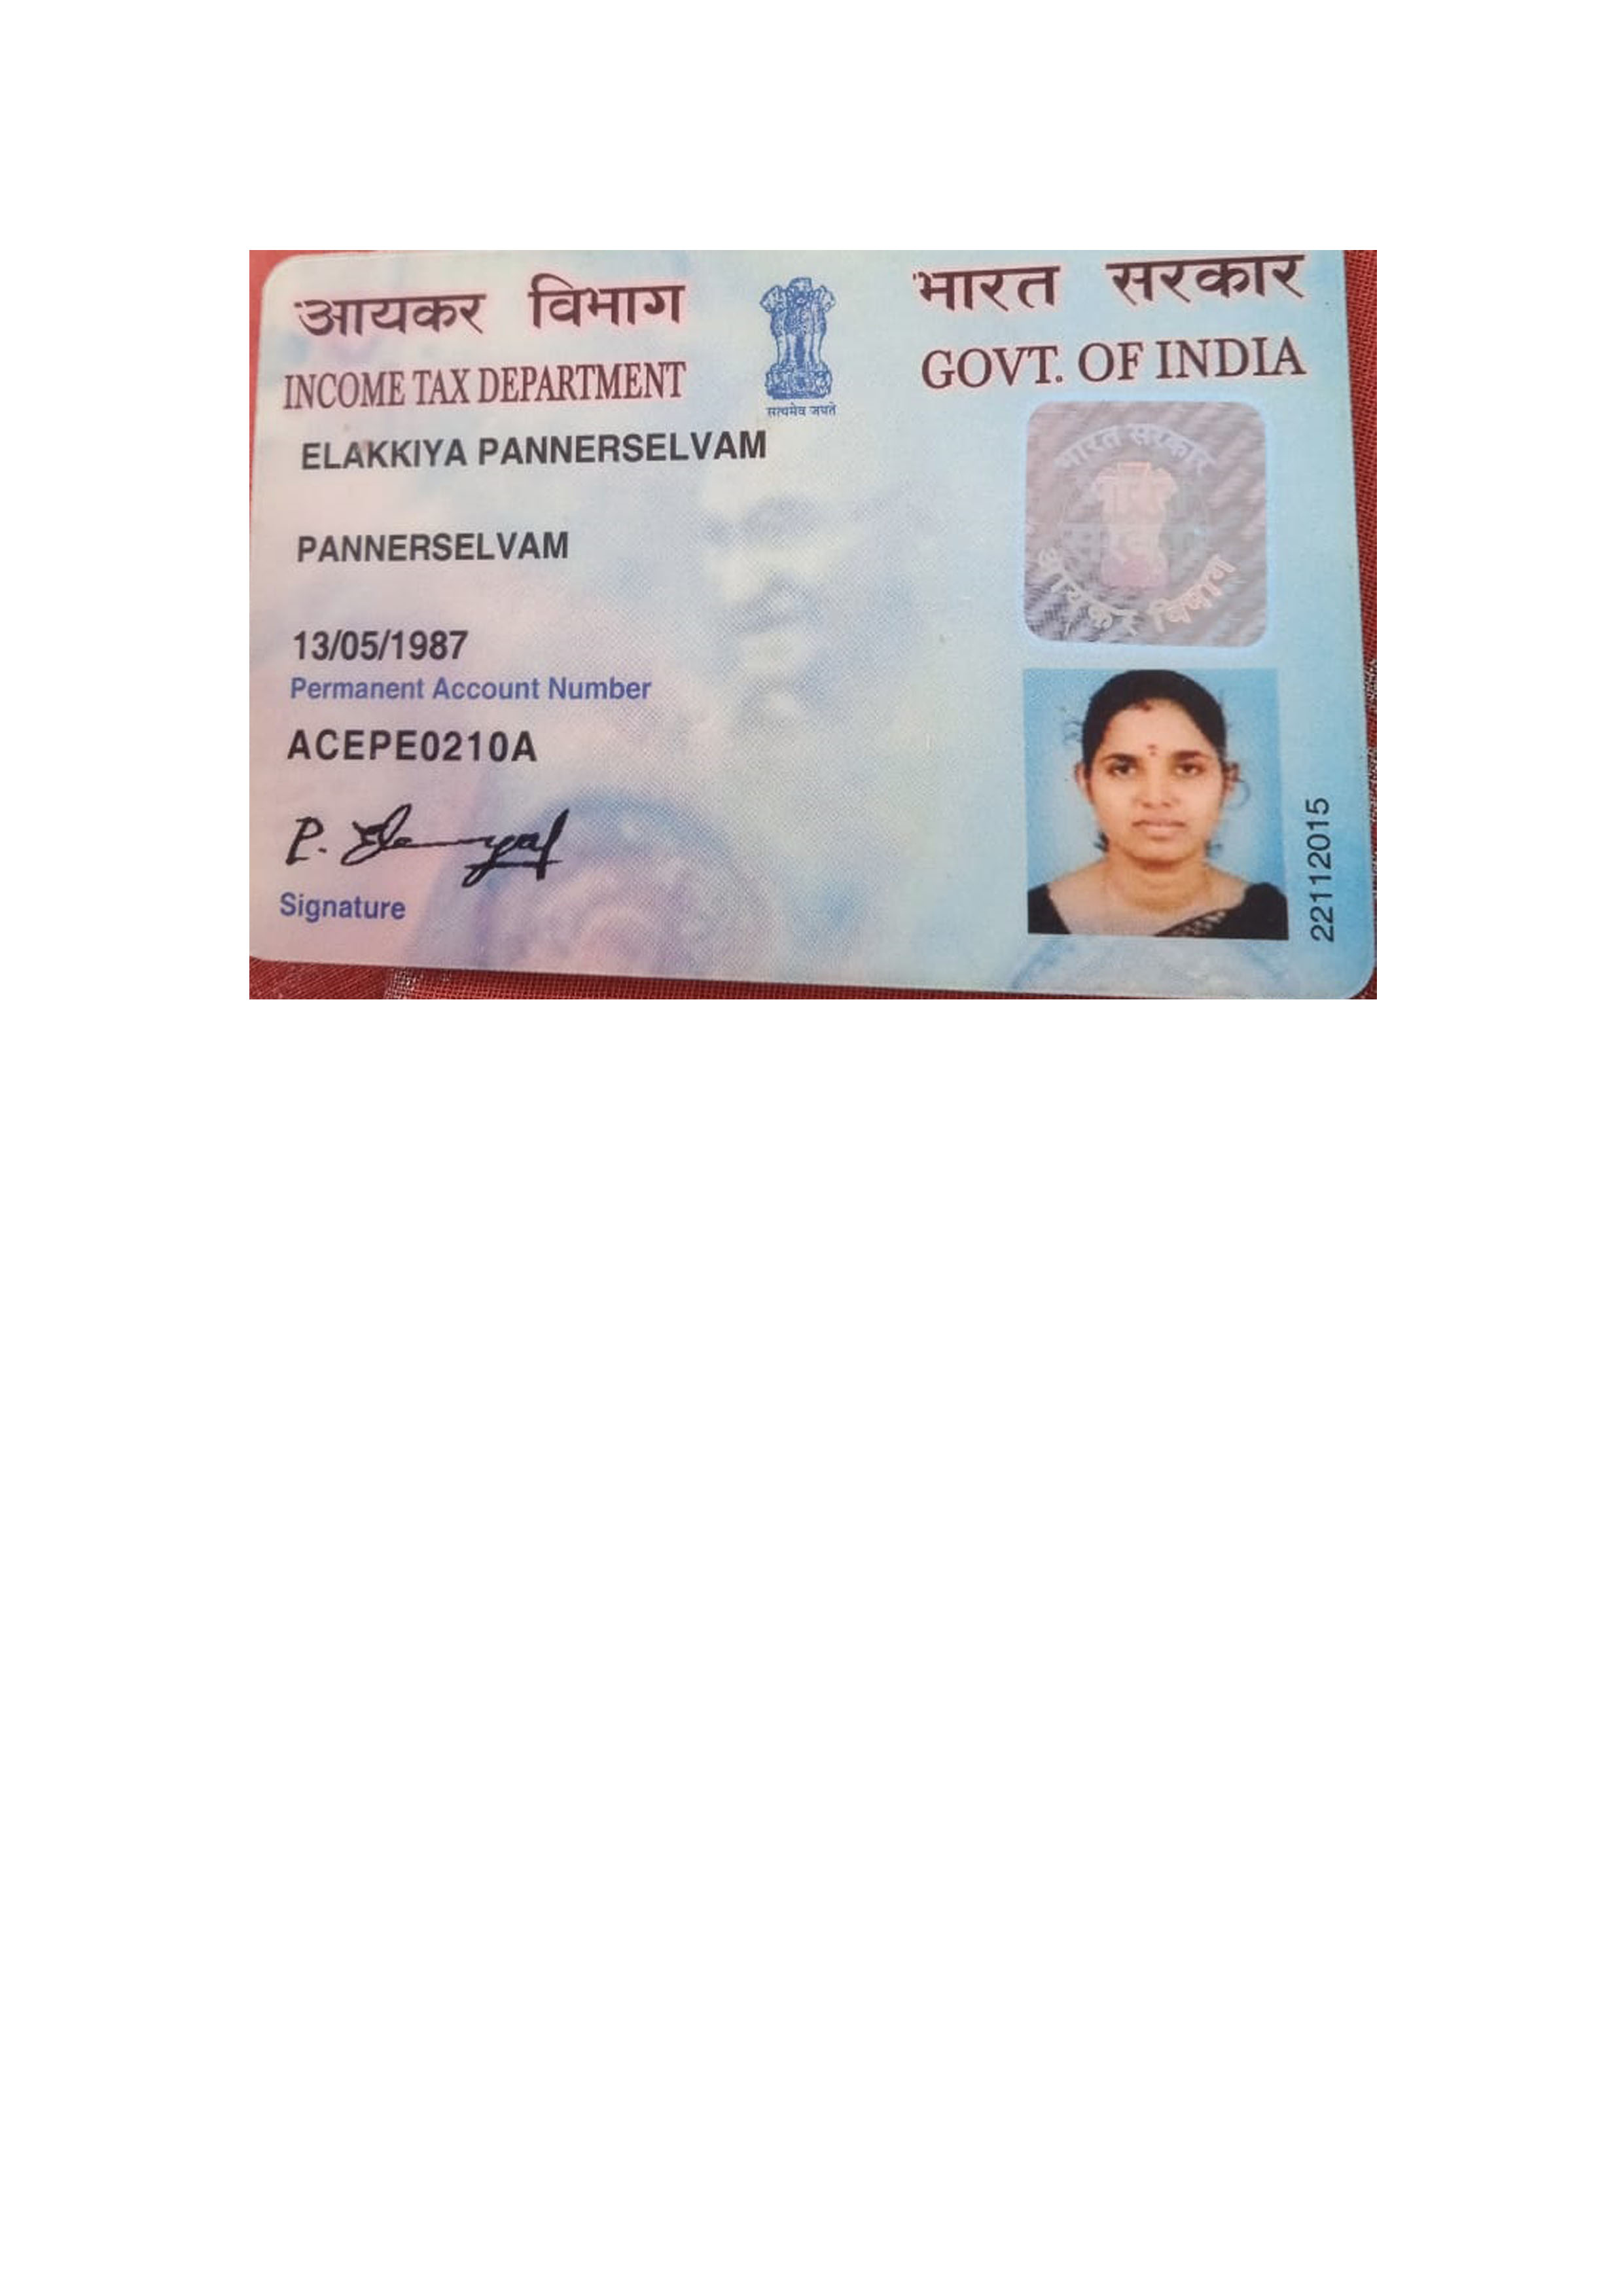 आयकर विभाग
INCOME TAX DEPARTMENT
सत्यमेव जयते
भारत सरकार
GOVT. OF INDIA
ELAKKIYA PANNERSELVAM
PANNERSELVAM
13/05/1987
Permanent Account Number
ACEPE0210A
P.
Signature
भारत सरकार
आयकर विभाग
22112015